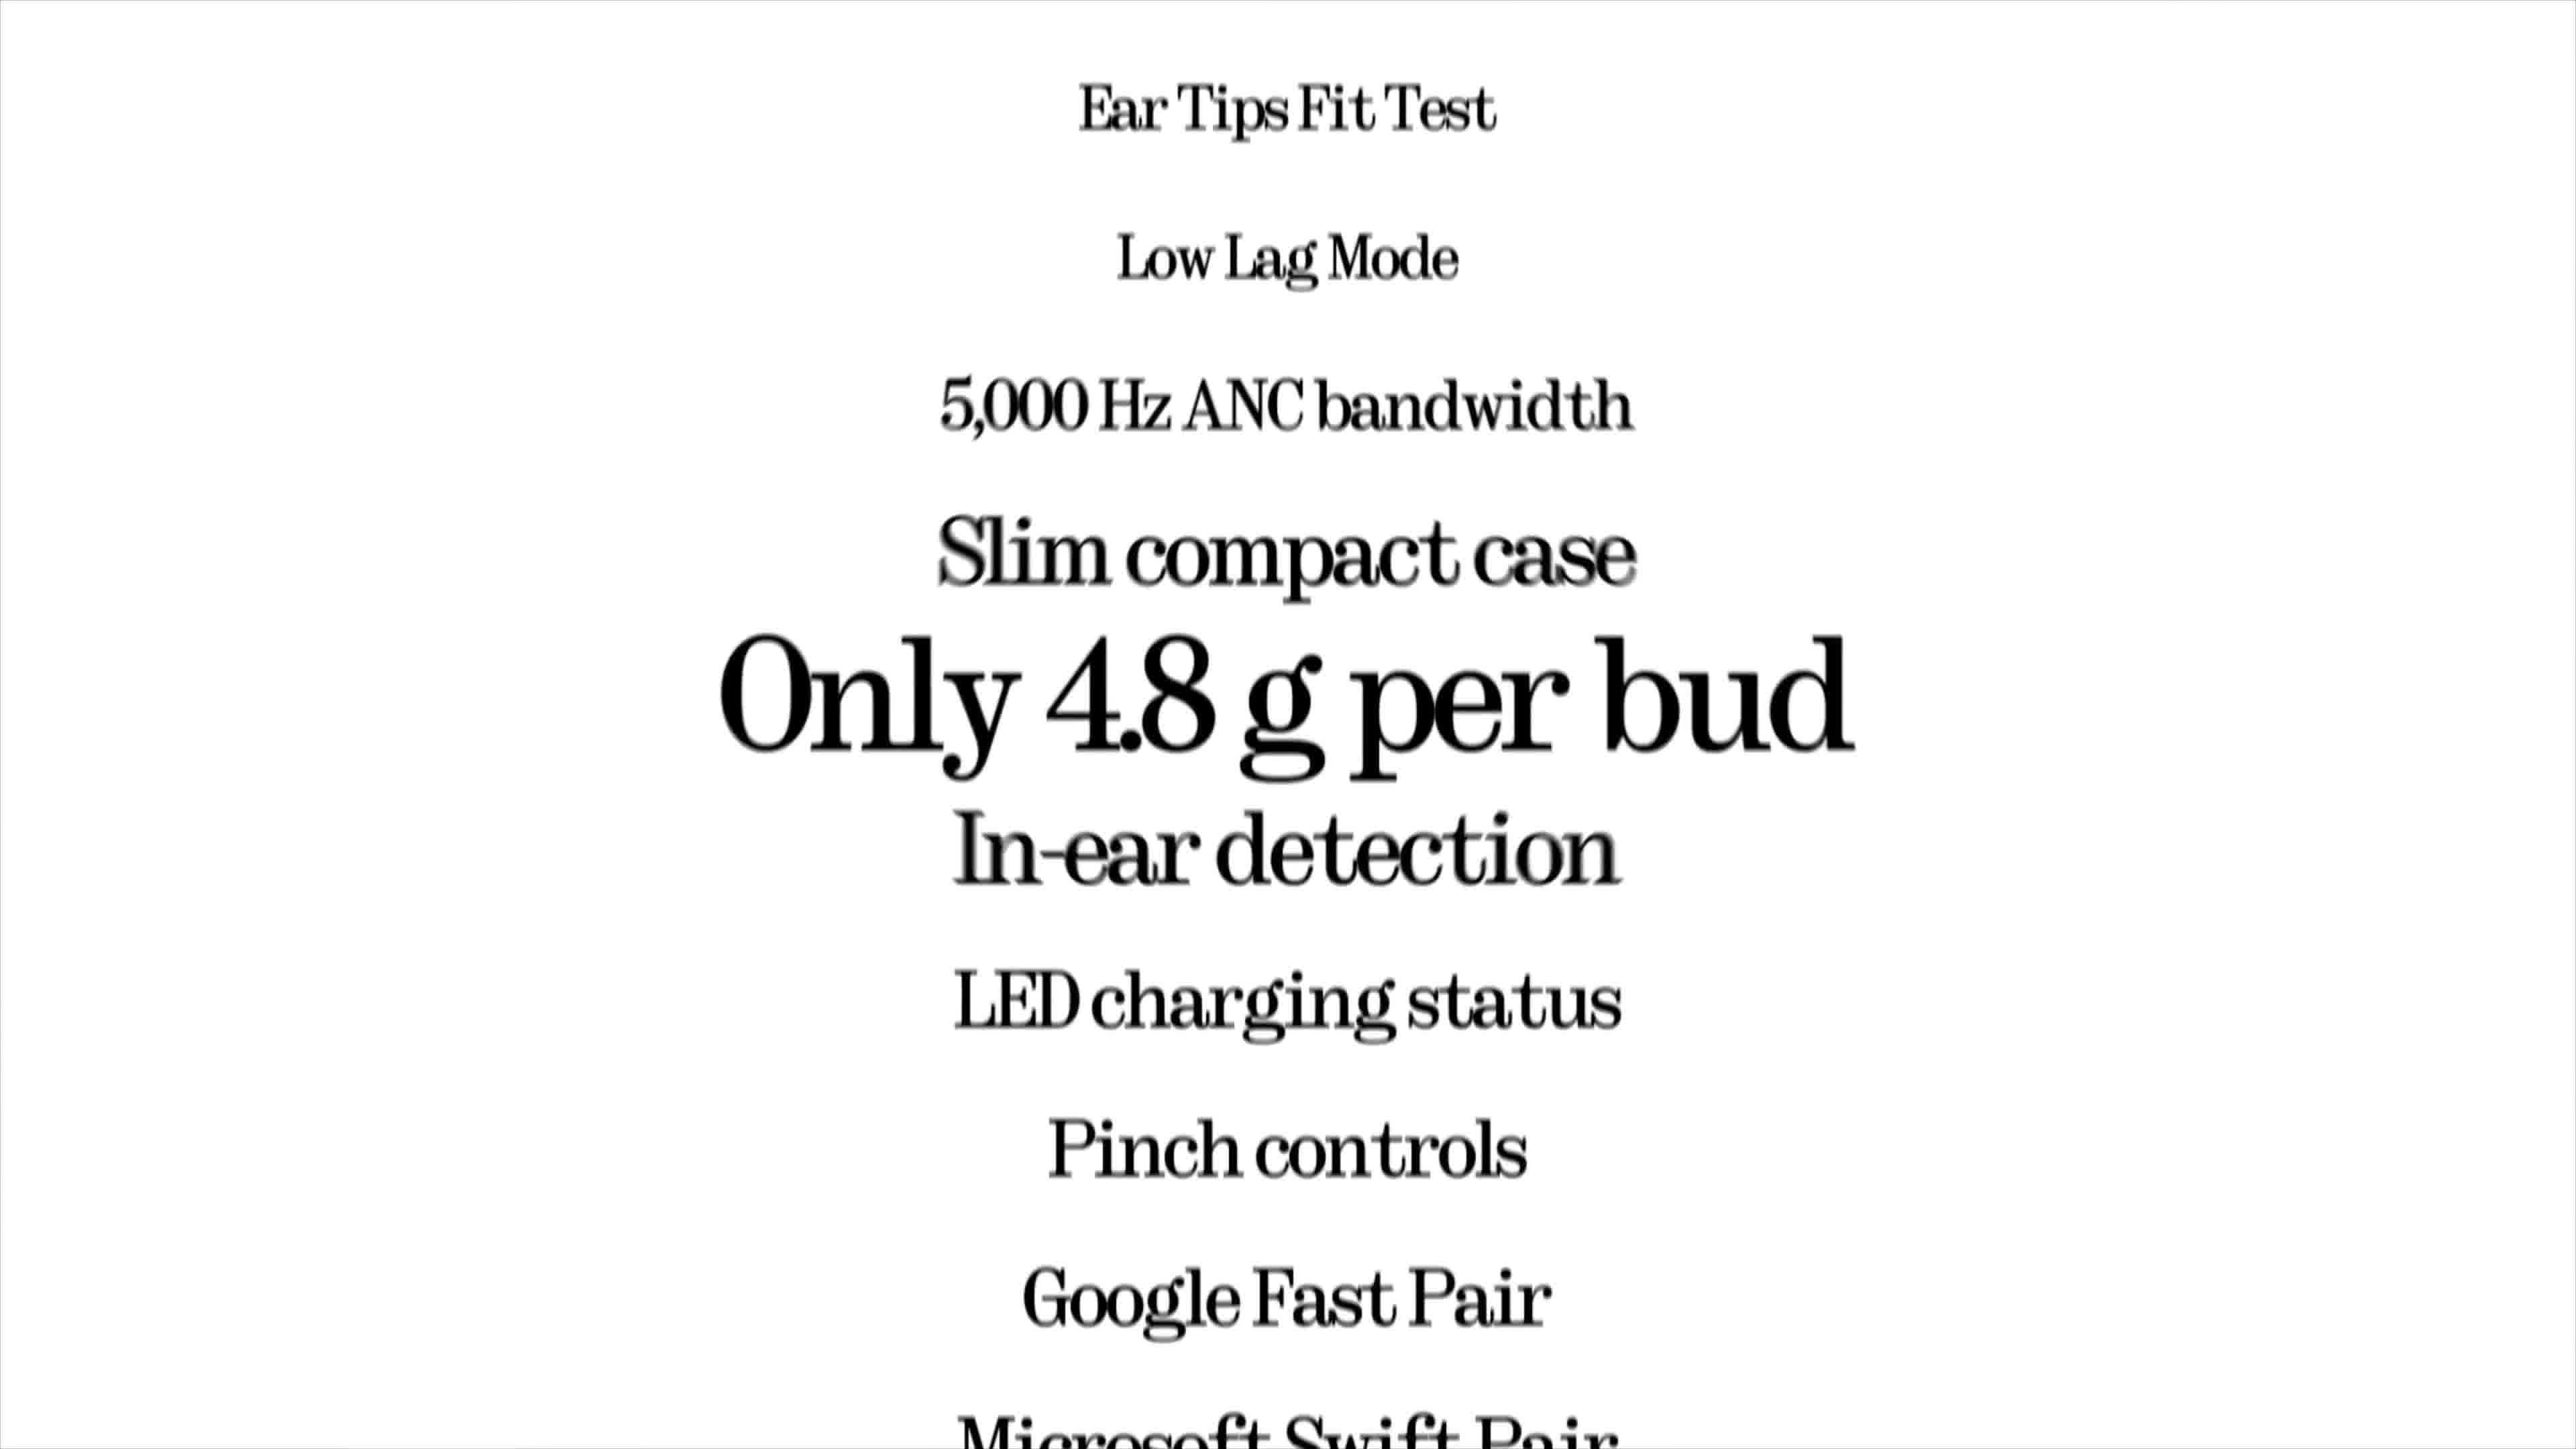 Ear Tips Fit Test
Low Lag Mode
5,000 Hz ANC bandwidth
Slim compact case
Only 4.8 g per bud
In-ear detection
LED charging status
Pinch controls
Google Fast Pair
Microsoft Swift Pair